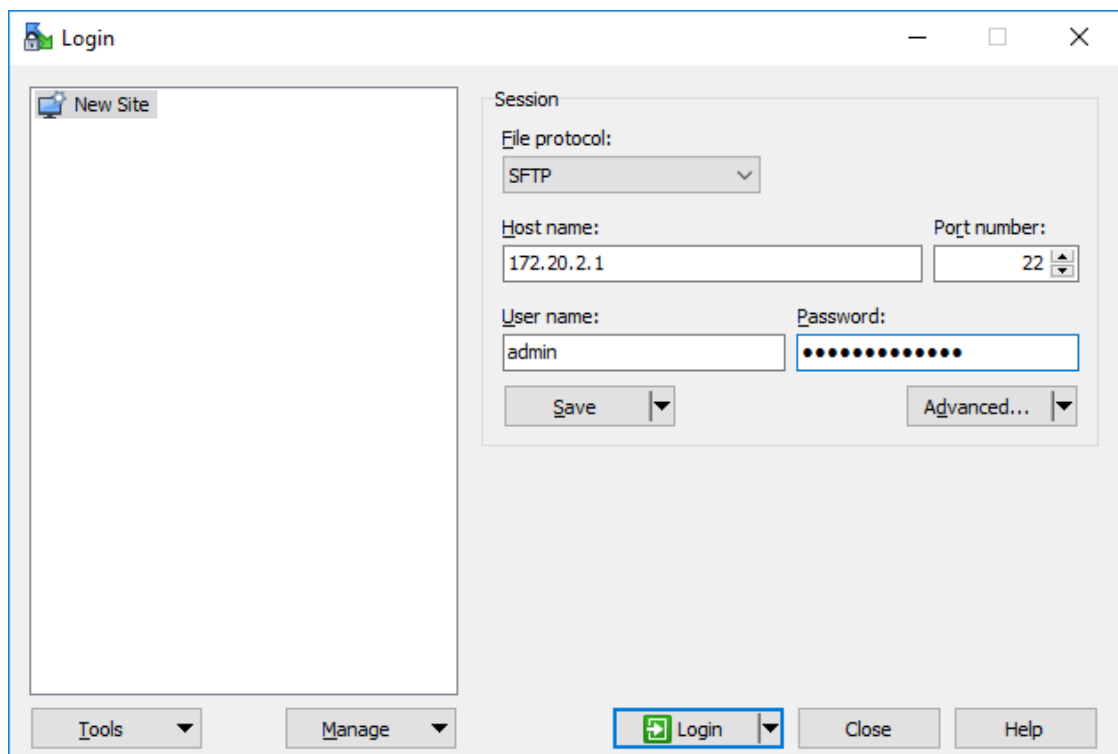 Login
New Site
Session
File protocol:
SFTP
Host name:
Port number:
172.20.2.1
22
User name:
Password:
admin
•••••••••••••
Save
Advanced...
Tools
Manage
Login
Close
Help